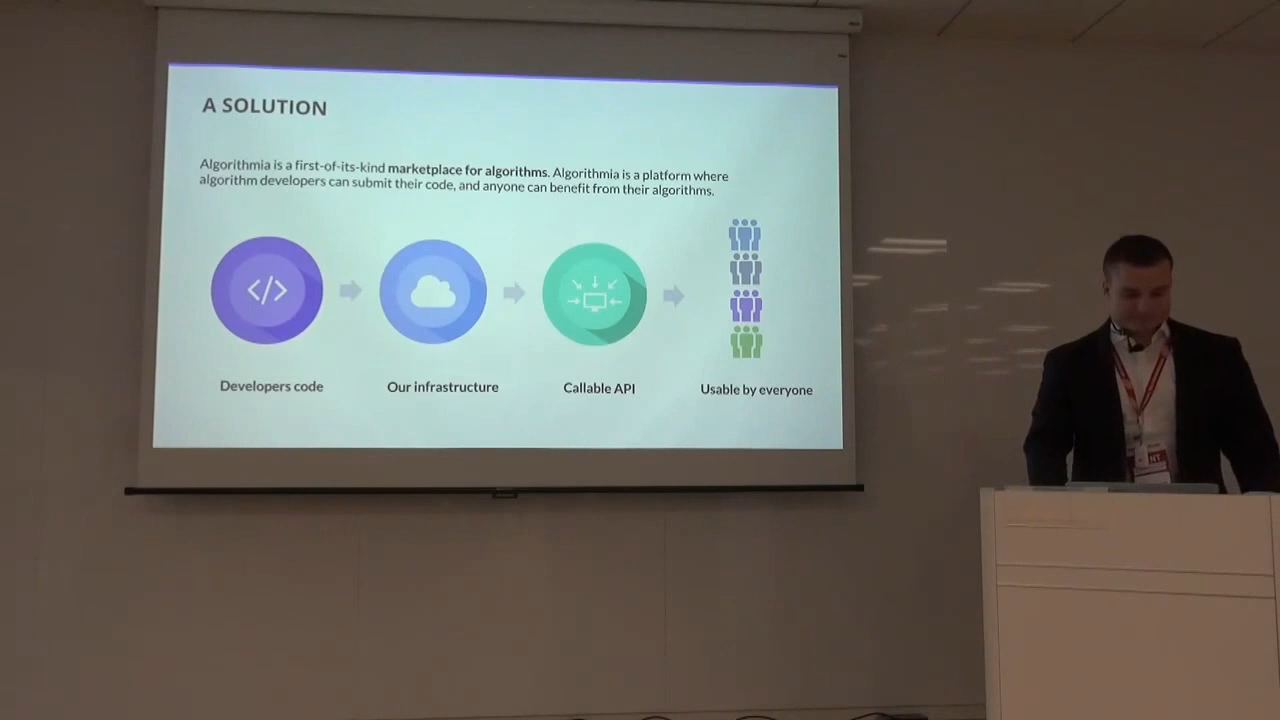 A SOLUTION
Algorithmia is a first-of-its-kind marketplace for algorithms. Algorithmia is a platform where
algorithm developers can submit their code, and anyone can benefit from their algorithms.
Developers code
Our infrastructure
Callable API
Usable by everyone
NT